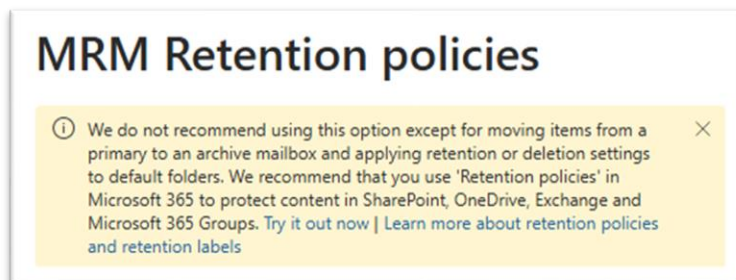 MRM Retention policies
We do not recommend using this option except for moving items from a
primary to an archive mailbox and applying retention or deletion settings
to default folders. We recommend that you use 'Retention policies' in
Microsoft 365 to protect content in SharePoint, OneDrive, Exchange and
Microsoft 365 Groups. Try it out now | Learn more about retention policies
and retention labels